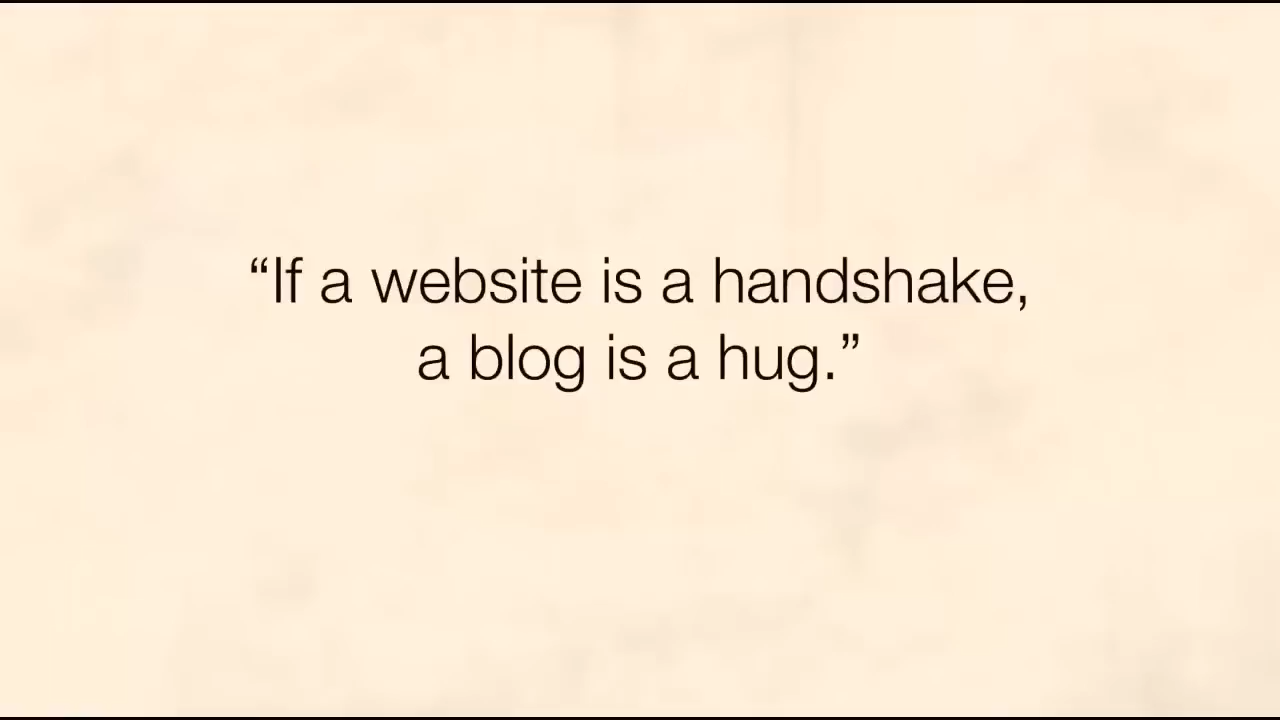 “If a website is a handshake,
a blog is a hug.”